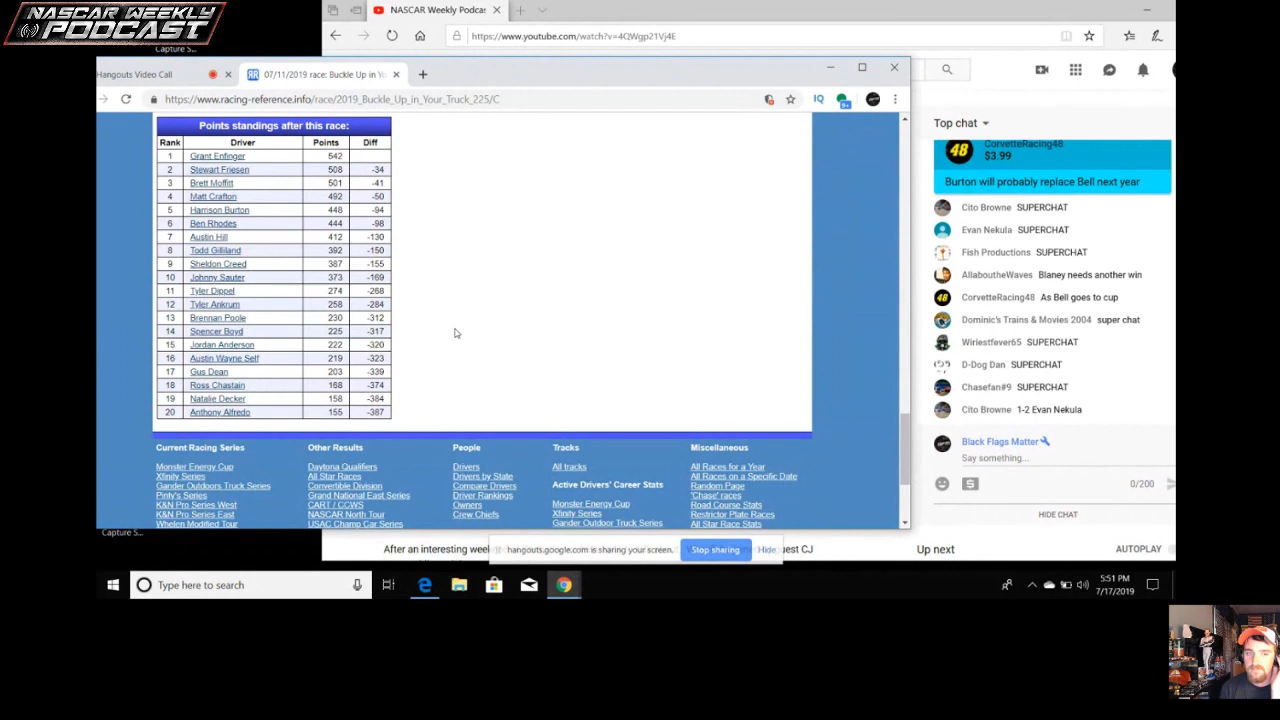 NASCAR WEEKLY
PODCAST
Capture S...
NASCAR Weekly Podcas
https://www.youtube.com/watch?v=4QWgp21Vj4E
Hangouts Video Call
07/11/2019 race: Buckle Up in Yo
https://www.racing-reference.info/race/2019_Buckle_Up_in_Your_Truck_225/C
IQ
9+
Points standings after this race:
Rank Driver Points Diff
1 Grant Enfinger 542
2 Stewart Friesen 508 -34
3 Brett Moffitt 501 -41
4 Matt Crafton 492 -50
5 Harrison Burton 448 -94
6 Ben Rhodes 444 -98
7 Austin Hill 412 -130
8 Todd Gilliland 392 -150
9 Sheldon Creed 387 -155
10 Johnny Sauter 373 -169
11 Tyler Dippel 274 -268
12 Tyler Ankrum 258 -284
13 Brennan Poole 230 -312
14 Spencer Boyd 225 -317
15 Jordan Anderson 222 -320
16 Austin Wayne Self 219 -323
17 Gus Dean 203 -339
18 Ross Chastain 168 -374
19 Natalie Decker 158 -384
20 Anthony Alfredo 155 -387
Current Racing Series
Monster Energy Cup
Xfinity Series
Gander Outdoors Truck Series
Pinty's Series
K&N Pro Series West
K&N Pro Series East
Whelen Modified Tour
Other Results
Daytona Qualifiers
All Star Races
Convertible Division
Grand National East Series
CART / CCWS
NASCAR North Tour
USAC Champ Car Series
People
Drivers
Drivers by State
Compare Drivers
Driver Rankings
Owners
Crew Chiefs
Tracks
All tracks
Active Drivers' Career Stats
Monster Energy Cup
Xfinity Series
Gander Outdoor Truck Series
Miscellaneous
All Races for a Year
All Races on a Specific Date
Random Page
'Chase' races
Road Course Stats
Restrictor Plate Races
All Star Race Stats
Top chat
48 CorvetteRacing48
$3.99
Burton will probably replace Bell next year
Cito Browne SUPERCHAT
Evan Nekula SUPERCHAT
Fish Productions SUPERCHAT
AllaboutheWaves Blaney needs another win
CorvetteRacing48 As Bell goes to cup
Dominic's Trains & Movies 2004 super chat
Wiriestfever65 SUPERCHAT
D-Dog Dan SUPERCHAT
Chasefan#9 SUPERCHAT
Cito Browne 1-2 Evan Nekula
Black Flags Matter
Say something...
0/200
HIDE CHAT
Capture S...
After an interesting week
hangouts.google.com is sharing your screen.
Stop sharing
Hide
uest CJ
Up next
AUTOPLAY
Type here to search
5:51 PM
7/17/2019